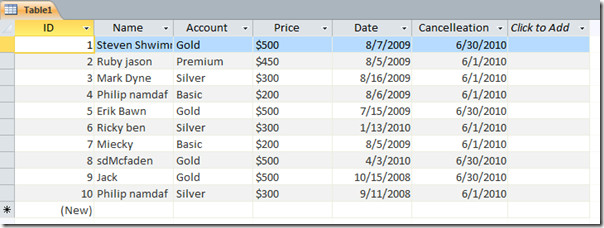 Table1
ID Name Account Price Date Cancelleation Click to Add
1 Steven Shwimm Gold $500 8/7/2009 6/30/2010
2 Ruby jason Premium $450 8/5/2009 6/1/2010
3 Mark Dyne Silver $300 8/16/2009 6/1/2010
4 Philip namdaf Basic $200 8/6/2009 6/1/2010
5 Erik Bawn Gold $500 7/15/2009 6/30/2010
6 Ricky ben Silver $300 1/13/2010 6/1/2010
7 Miecky Basic $200 8/5/2009 6/1/2010
8 sdMcfaden Gold $500 4/3/2010 6/30/2010
9 Jack Gold $500 10/15/2008 6/30/2010
10 Philip namdaf Silver $300 9/11/2008 6/1/2010
(New)